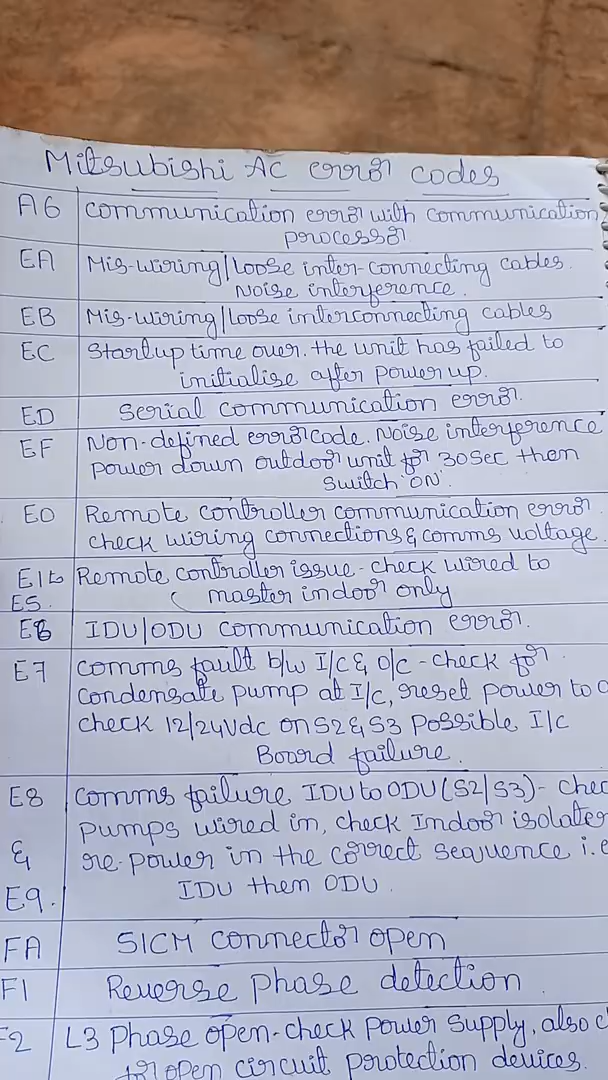 Mitsubishi AC error codes
A6 communication error with communication
processor
EA Mis-wiring/loose inter-connecting cables.
Noise interference.
EB Mis-wiring/loose interconnecting cables
EC Startup time over. the unit has failed to
initialise after power up.
ED Serial communication error.
EF Non-defined error code. Noise interference
power down outdoor unit for 30sec then
switch 'ON'.
E0 Remote controller communication error
check wiring connections & comms voltage.
E1 to Remote controller issue - check wired to
E5. master indoor only
E6 IDU/ODU communication error.
E7 comms fault b/w I/C & O/C - check for
condensate pump at I/C, reset power to
check 12/24Vdc on S2 & S3 possible I/C
Board failure.
E8 comms failure IDU to ODU (S2/S3) - chec
pumps wired in, check Indoor isolater
& re-power in the correct sequence i.e
E9. IDU then ODU.
FA SICM connector open
F1 Reverse phase detection.
F2 L3 phase open - check power supply, also c
for open circuit protection devices.